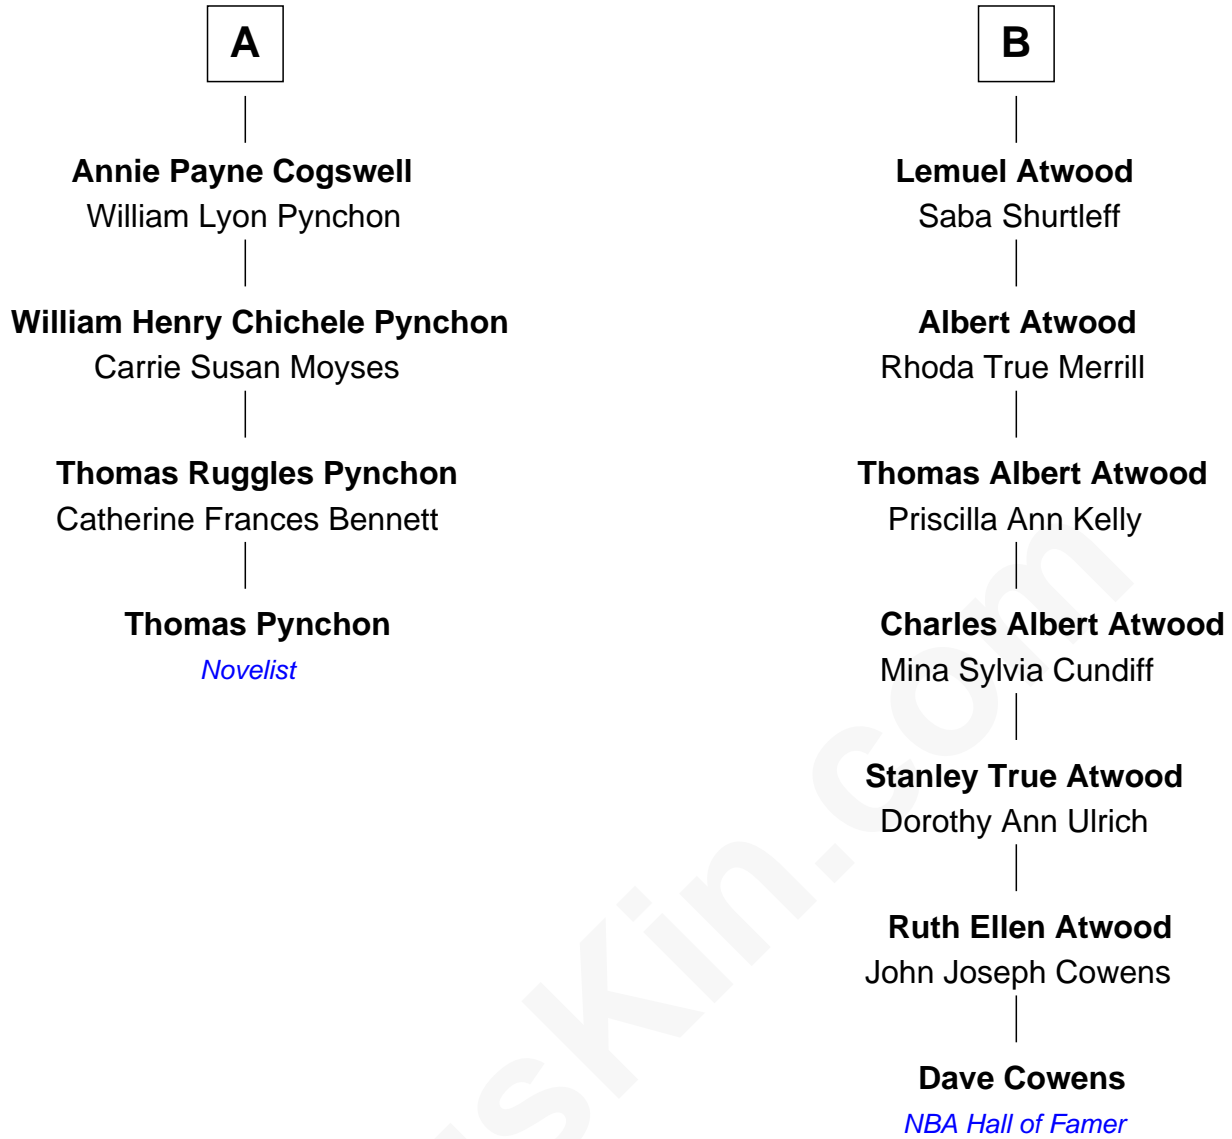 A
Annie Payne Cogswell
William Lyon Pynchon
William Henry Chichele Pynchon
Carrie Susan Moyses
Thomas Ruggles Pynchon
Catherine Frances Bennett
Thomas Pynchon
Novelist
B
Lemuel Atwood
Saba Shurtleff
Albert Atwood
Rhoda True Merrill
Thomas Albert Atwood
Priscilla Ann Kelly
Charles Albert Atwood
Mina Sylvia Cundiff
Stanley True Atwood
Dorothy Ann Ulrich
Ruth Ellen Atwood
John Joseph Cowens
Dave Cowens
NBA Hall of Famer